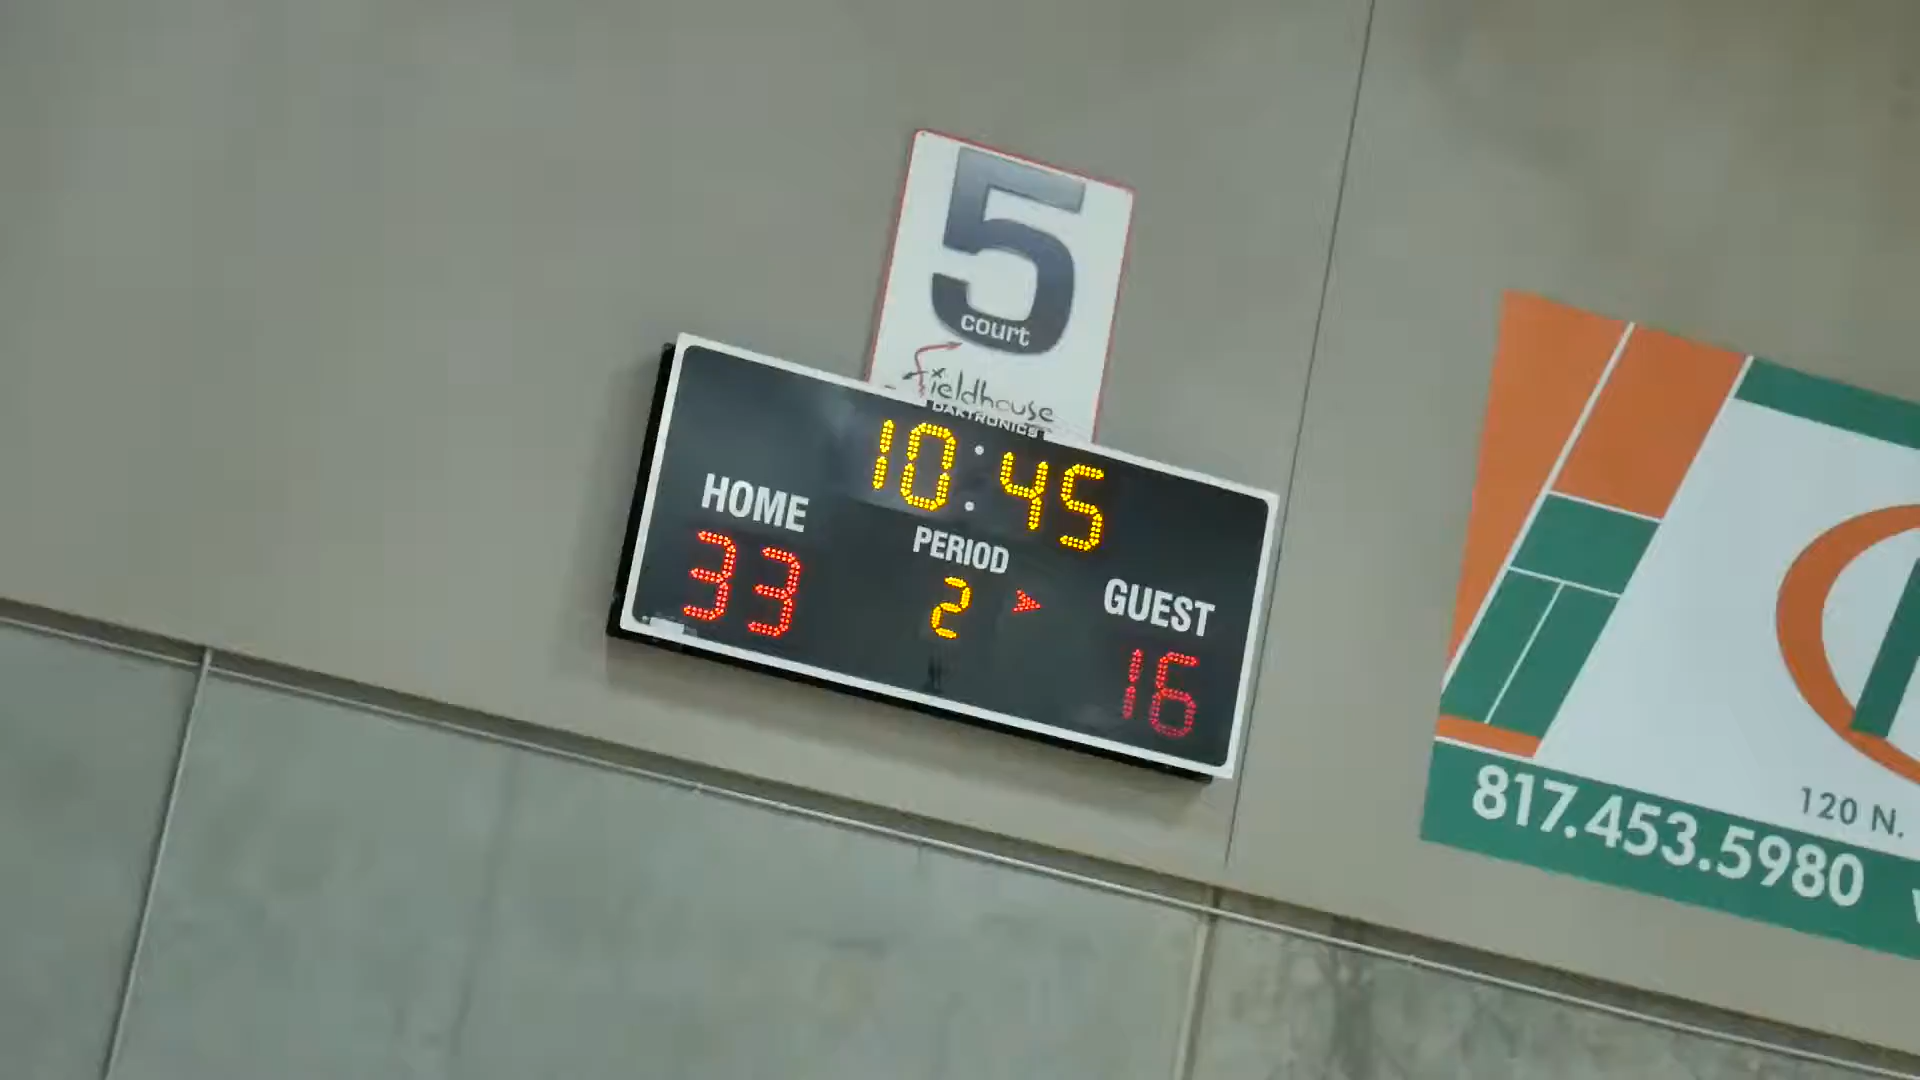 5
court
Fieldhouse
DAKTRONICS
10:45
HOME
PERIOD
GUEST
33
2
16
120 N.
817.453.5980